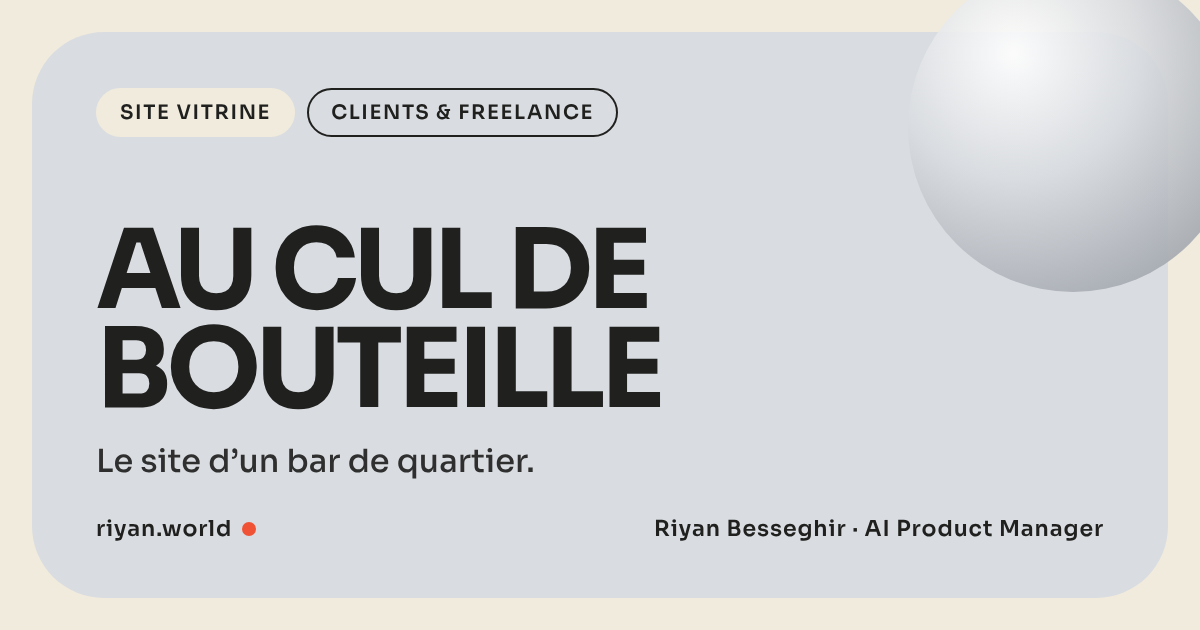 SITE VITRINE
CLIENTS & FREELANCE
AU CUL DE
BOUTEILLE
Le site d’un bar de quartier.
riyan.world
Riyan Besseghir · AI Product Manager